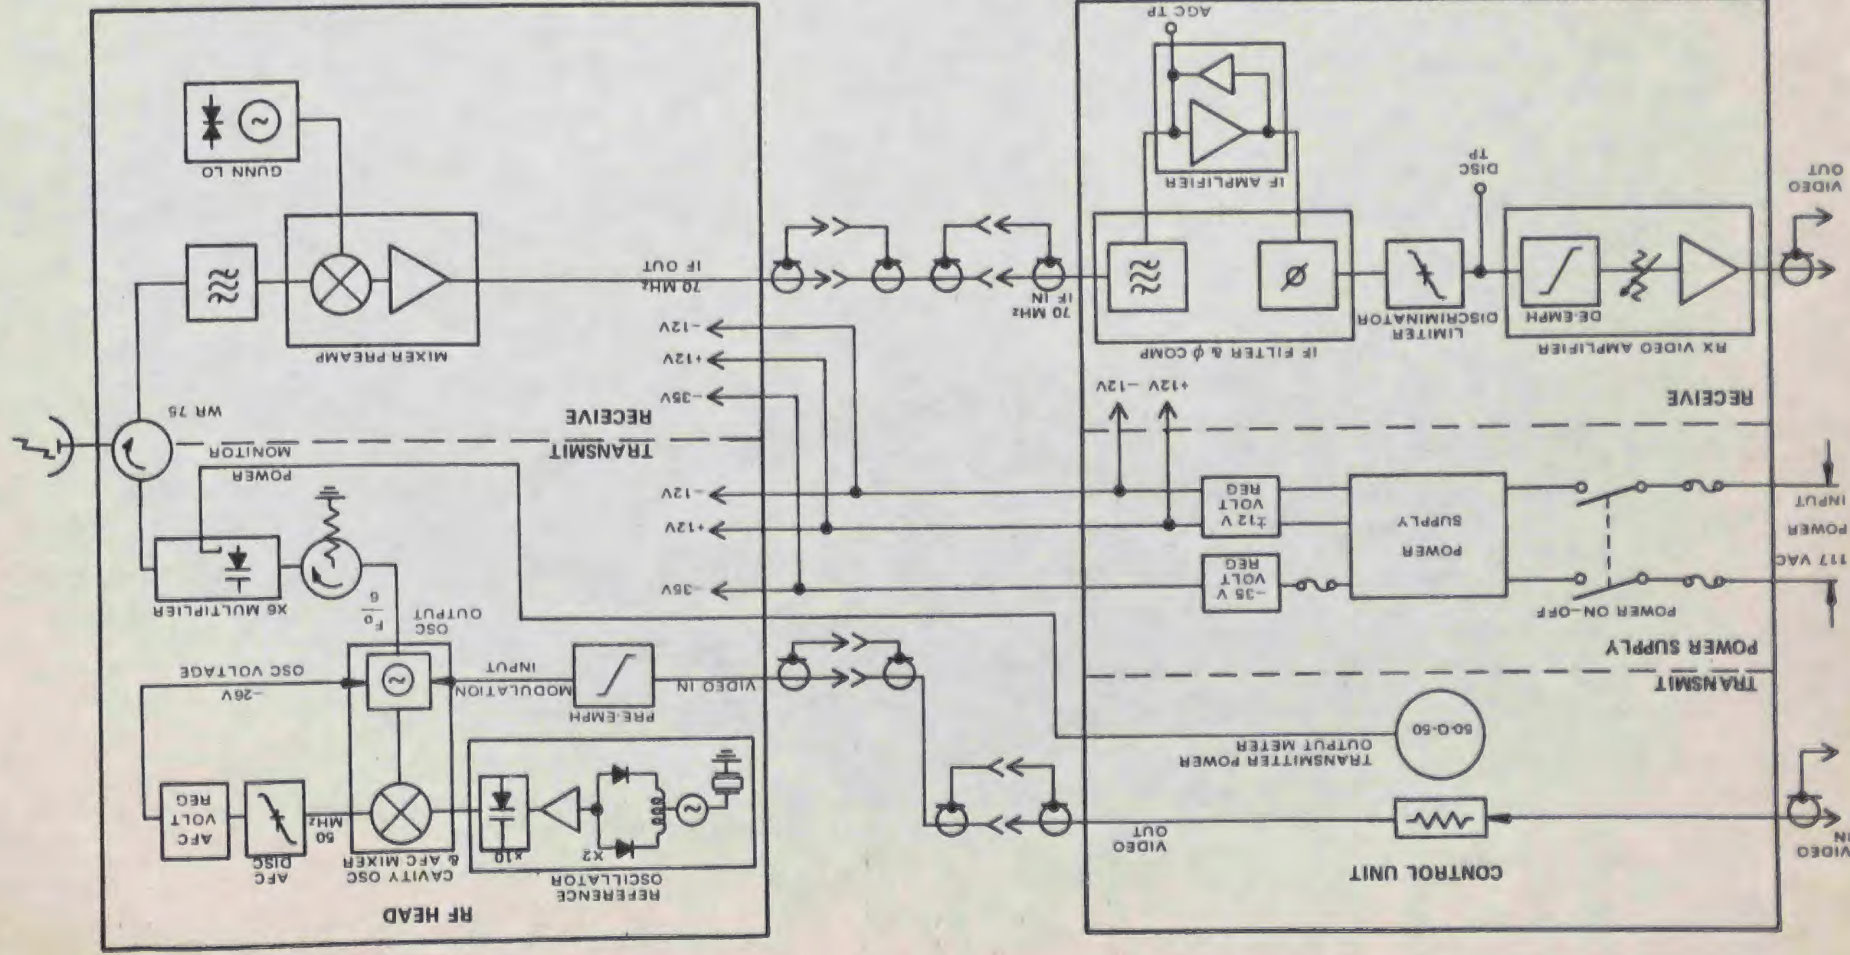 CONTROL UNIT
RF HEAD
VIDEO
IN
VIDEO
OUT
TRANSMITTER POWER
OUTPUT METER
50-0-50
TRANSMIT
POWER SUPPLY
POWER ON-OFF
117 VAC
POWER
INPUT
POWER
SUPPLY
-35 V
VOLT
REG
±12 V
VOLT
REG
+12V -12V
RECEIVE
RX VIDEO AMPLIFIER
DE-EMPH
LIMITER
DISCRIMINATOR
IF FILTER & φ COMP
Ø
70 MHz
IF IN
DISC
TP
IF AMPLIFIER
AGC TP
VIDEO
OUT
REFERENCE
OSCILLATOR
X2
X10
CAVITY OSC
& AFC MIXER
AFC
DISC
50
MHz
AFC
VOLT
REG
VIDEO IN
PRE-EMPH
MODULATION
INPUT
-26V
OSC VOLTAGE
OSC
OUTPUT
Fo
6
X6 MULTIPLIER
-35V
+12V
-12V
POWER
MONITOR
TRANSMIT
RECEIVE
WR 75
-35V
+12V
-12V
MIXER PREAMP
70 MHz
IF OUT
GUNN LO